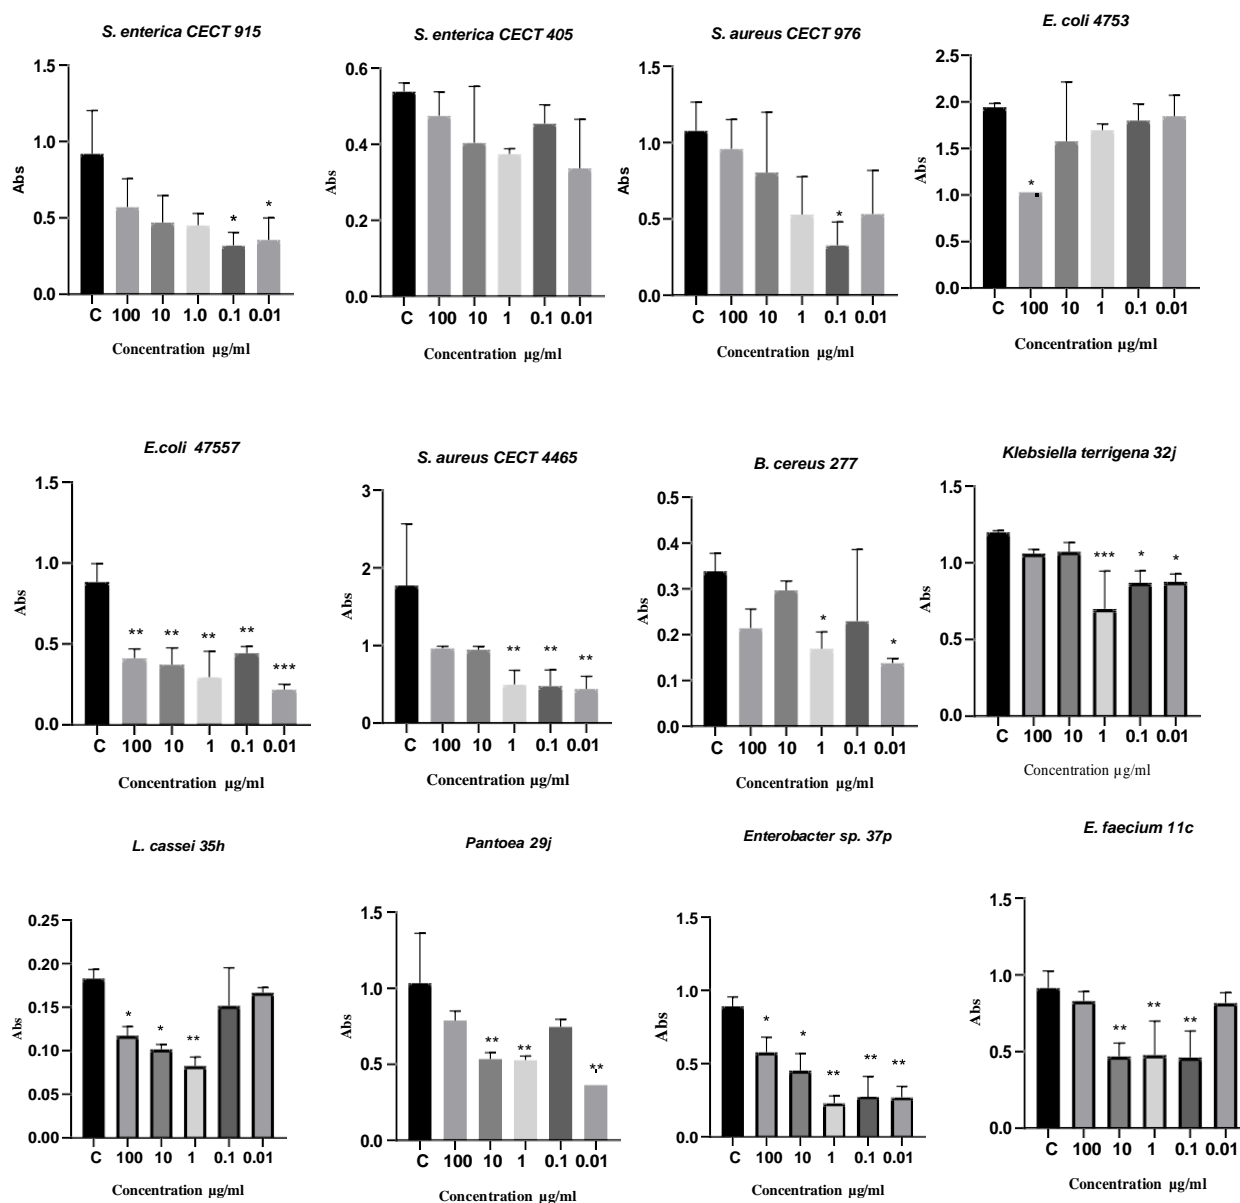 S. enterica CECT 915
1.5
1.0
0.5
0.0
Abs
*
*
C 100 10 1.0 0.1 0.01
Concentration µg/ml
S. enterica CECT 405
0.6
0.4
0.2
0.0
Abs
C 100 10 1 0.1 0.01
Concentration µg/ml
S. aureus CECT 976
1.5
1.0
0.5
0.0
Abs
*
C 100 10 1 0.1 0.01
Concentration µg/ml
E. coli 4753
2.5
2.0
1.5
1.0
0.5
0.0
Abs
*
C 100 10 1 0.1 0.01
Concentration µg/ml
E.coli 47557
1.5
1.0
0.5
0.0
Abs
** ** ** ** ***
C 100 10 1 0.1 0.01
Concentration µg/ml
S. aureus CECT 4465
3
2
1
0
Abs
** ** **
C 100 10 1 0.1 0.01
Concentration µg/ml
B. cereus 277
0.5
0.4
0.3
0.2
0.1
0.0
Abs
*
*
C 100 10 1 0.1 0.01
Concentration µg/ml
Klebsiella terrigena 32j
1.5
1.0
0.5
0.0
Abs
*** * *
C 100 10 1 0.1 0.01
Concentration µg/ml
L. cassei 35h
0.25
0.20
0.15
0.10
0.05
0.00
Abs
* * **
C 100 10 1 0.1 0.01
Concentration µg/ml
Pantoea 29j
1.5
1.0
0.5
0.0
Abs
** ** **
C 100 10 1 0.1 0.01
Concentration µg/ml
Enterobacter sp. 37p
1.5
1.0
0.5
0.0
Abs
* * ** ** **
C 100 10 1 0.1 0.01
Concentration µg/ml
E. faecium 11c
1.5
1.0
0.5
0.0
Abs
** ** **
C 100 10 1 0.1 0.01
Concentration µg/ml